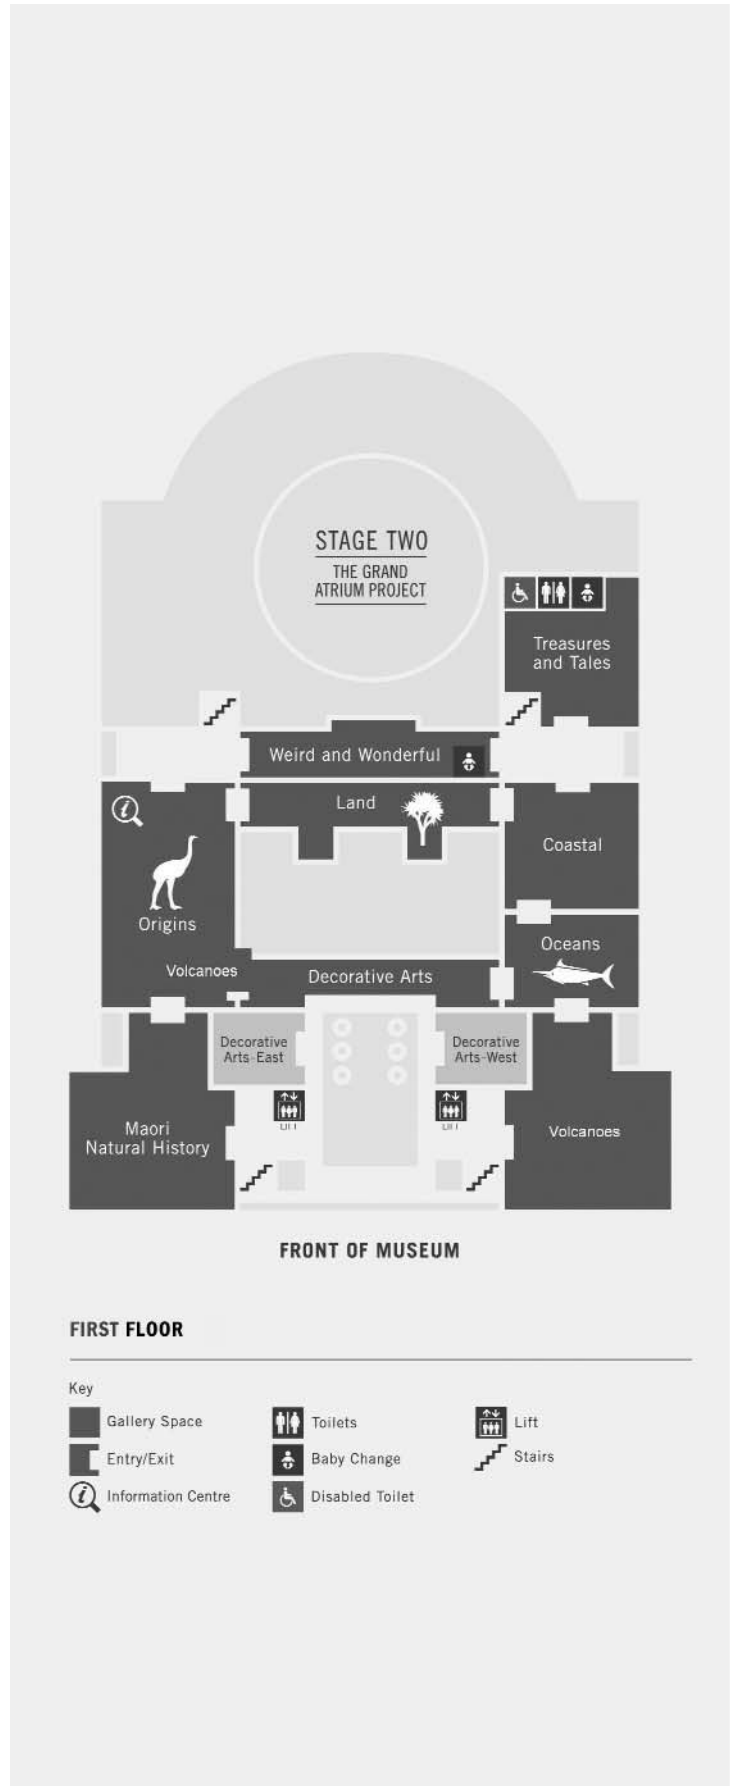 STAGE TWO
THE GRAND
ATRIUM PROJECT
Treasures
and Tales
Weird and Wonderful
Land
Coastal
Origins
Oceans
Volcanoes
Decorative Arts
Decorative
Arts-East
Decorative
Arts-West
Maori
Natural History
Volcanoes
FRONT OF MUSEUM
FIRST FLOOR
Key
Gallery Space
Toilets
Lift
Entry/Exit
Baby Change
Stairs
Information Centre
Disabled Toilet